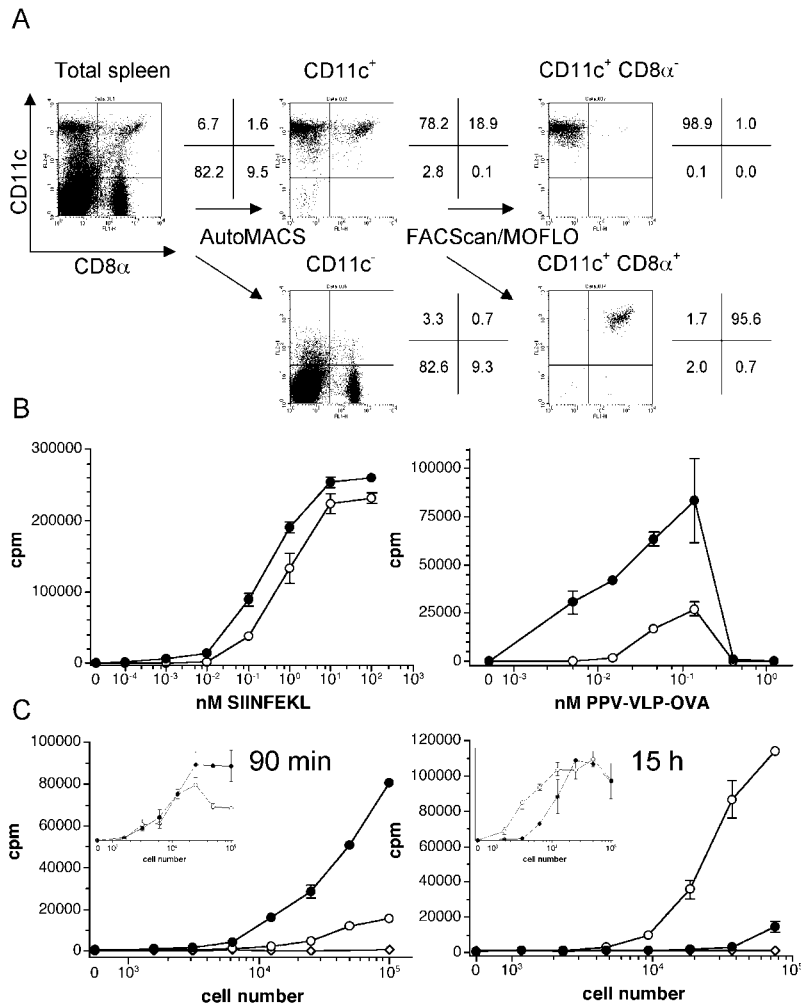 A
Total spleen
CD11c⁺
CD11c⁺ CD8α⁻
6.7 1.6
82.2 9.5
78.2 18.9
2.8 0.1
98.9 1.0
0.1 0.0
CD11c
CD8α
FL1-H
FL1-H
FL1-H
AutoMACS
FACScan/MOFLO
CD11c⁻
CD11c⁺ CD8α⁺
3.3 0.7
82.6 9.3
1.7 95.6
2.0 0.7
FL1-H
FL1-H
B
300000
200000
100000
0
cpm
0 10⁻⁴ 10⁻³ 10⁻² 10⁻¹ 10⁰ 10¹ 10² 10³
nM SIINFEKL
100000
75000
50000
25000
0
cpm
0 10⁻³ 10⁻² 10⁻¹ 10⁰
nM PPV-VLP-OVA
C
90 min
100000
80000
60000
40000
20000
0
cpm
cell number
0 10³ 10⁴ 10⁵
cell number
15 h
120000
100000
80000
60000
40000
20000
0
cpm
cell number
0 10³ 10⁴ 10⁵
cell number